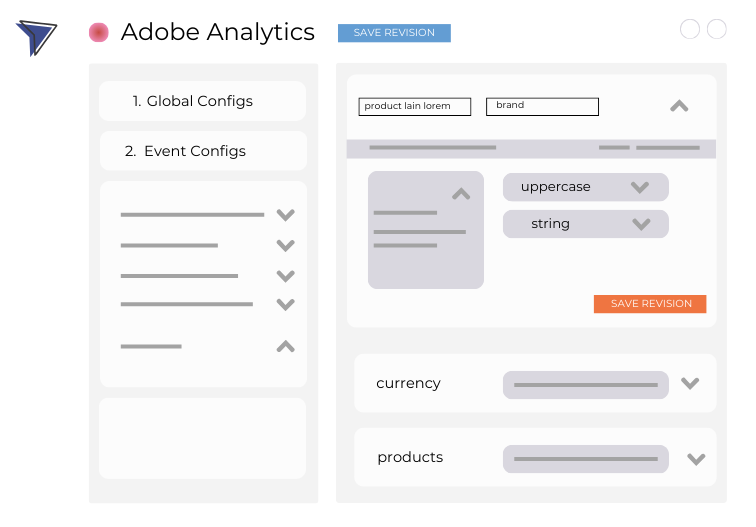 Adobe Analytics
SAVE REVISION
1. Global Configs
2. Event Configs
product lain lorem
brand
uppercase
string
SAVE REVISION
currency
products